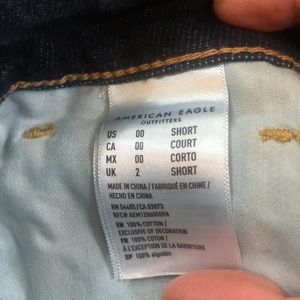 AMERICAN EAGLE
OUTFITTERS
US 00 SHORT
CA 00 COURT
MX 00 CORTO
UK 2 SHORT
MADE IN CHINA / FABRIQUÉ EN CHINE /
HECHO EN CHINA
RN 54485/CA 03073
EN 100% COTTON /
EXCLUSIVE OF DECORATION
FR 100% COTON /
À L'EXCEPTION DE LA GARNITURE
SP 100% algodón